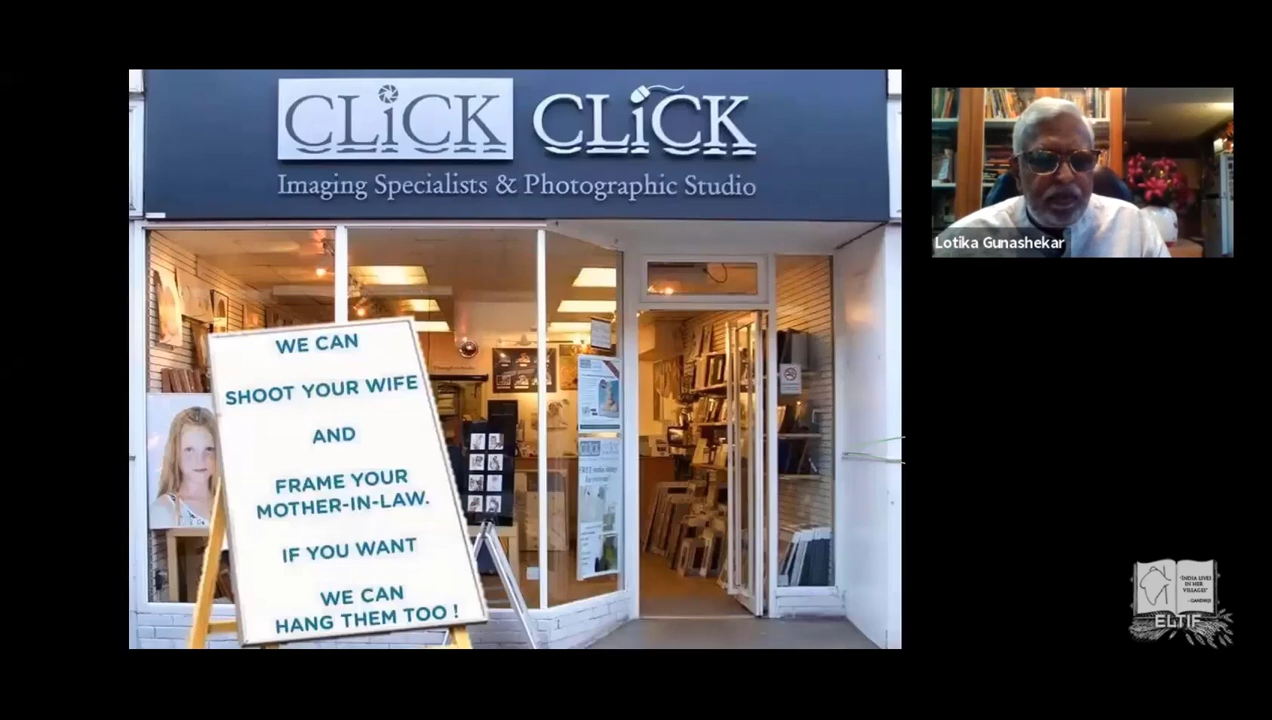 CLiCK CLiCK
Imaging Specialists & Photographic Studio
WE CAN
SHOOT YOUR WIFE
AND
FRAME YOUR
MOTHER-IN-LAW.
IF YOU WANT
WE CAN
HANG THEM TOO !
Lotika Gunashekar
"INDIA LIVES
IN HER
VILLAGES"
- GANDHIJI
ELTIF